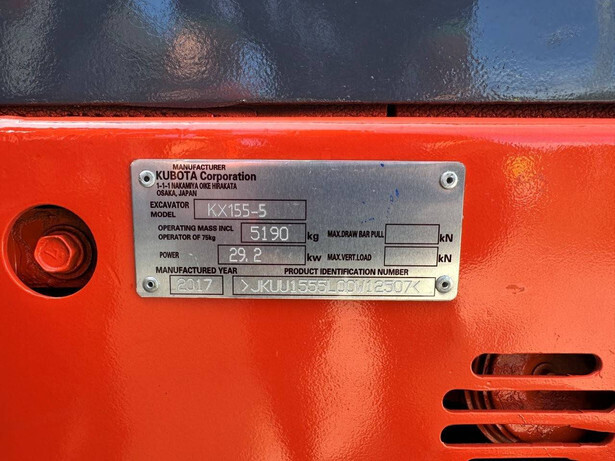 MANUFACTURER
KUBOTA Corporation
1-1-1 NAKAMIYA OIKE HIRAKATA
OSAKA, JAPAN
EXCAVATOR MODEL KX155-5
OPERATING MASS INCL OPERATOR OF 75kg 5190 kg MAX.DRAW BAR PULL kN
POWER 29.2 kw MAX.VERT.LOAD kN
MANUFACTURED YEAR PRODUCT IDENTIFICATION NUMBER
2017 >JKUU1555L00V12507<